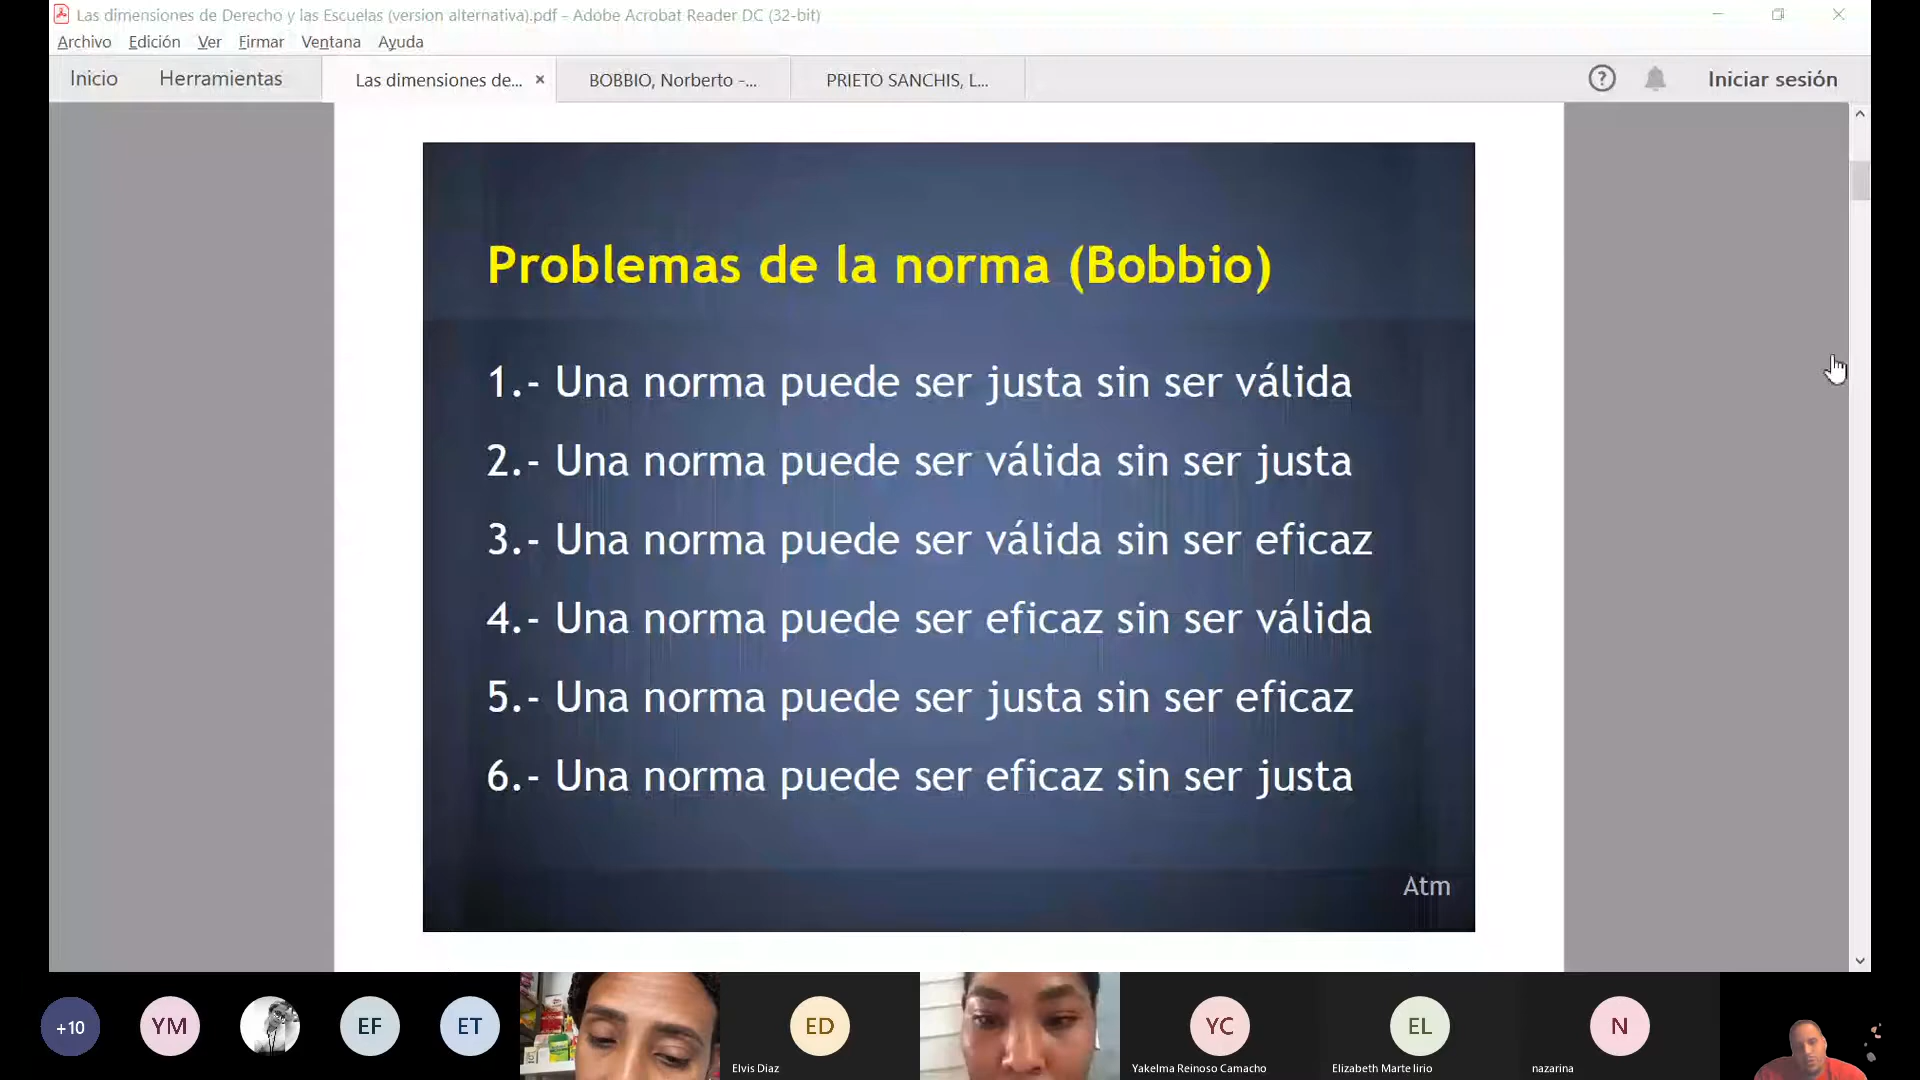 Las dimensiones de Derecho y las Escuelas (version alternativa).pdf - Adobe Acrobat Reader DC (32-bit)
Archivo Edición Ver Firmar Ventana Ayuda
Inicio Herramientas Las dimensiones de... × BOBBIO, Norberto -... PRIETO SANCHIS, L... ? Iniciar sesión
Problemas de la norma (Bobbio)
1.- Una norma puede ser justa sin ser válida
2.- Una norma puede ser válida sin ser justa
3.- Una norma puede ser válida sin ser eficaz
4.- Una norma puede ser eficaz sin ser válida
5.- Una norma puede ser justa sin ser eficaz
6.- Una norma puede ser eficaz sin ser justa
Atm
+10 YM EF ET ED YC EL N
Elvis Diaz Yakelma Reinoso Camacho Elizabeth Marte lirio nazarina